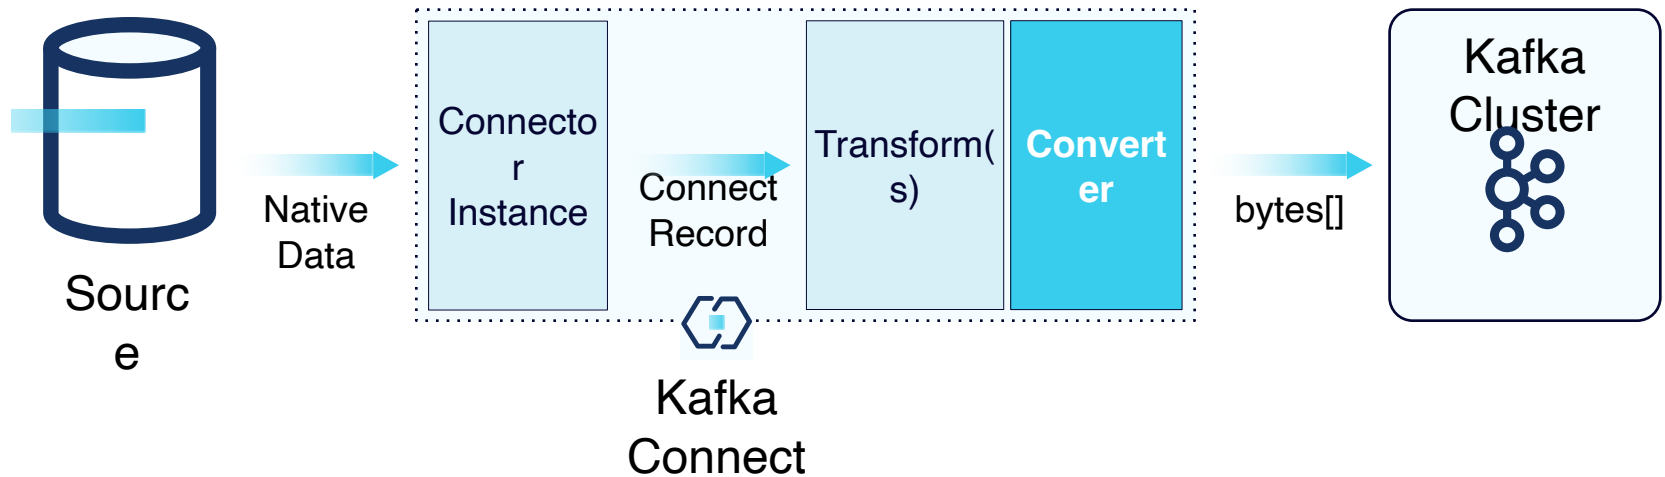 Sourc
e
Native
Data
Connecto
r
Instance
Connect
Record
Transform(
s)
Convert
er
bytes[]
Kafka
Cluster
Kafka
Connect